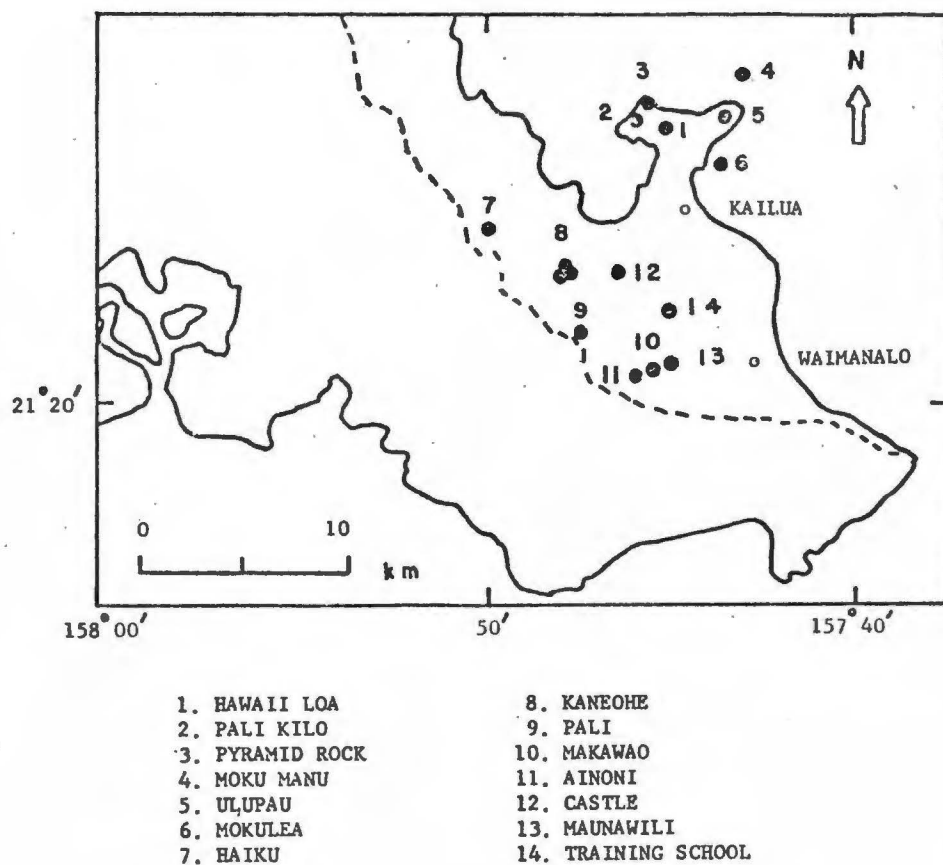 3
4
N
2
1
5
6
KAILUA
7
8
12
9
14
10
13
WAIMANALO
11
21°20′
0 10
km
158°00′ 50′ 157°40′
1. HAWAII LOA
2. PALI KILO
3. PYRAMID ROCK
4. MOKU MANU
5. ULUPAU
6. MOKULEA
7. HAIKU
8. KANEOHE
9. PALI
10. MAKAWAO
11. AINONI
12. CASTLE
13. MAUNAWILI
14. TRAINING SCHOOL